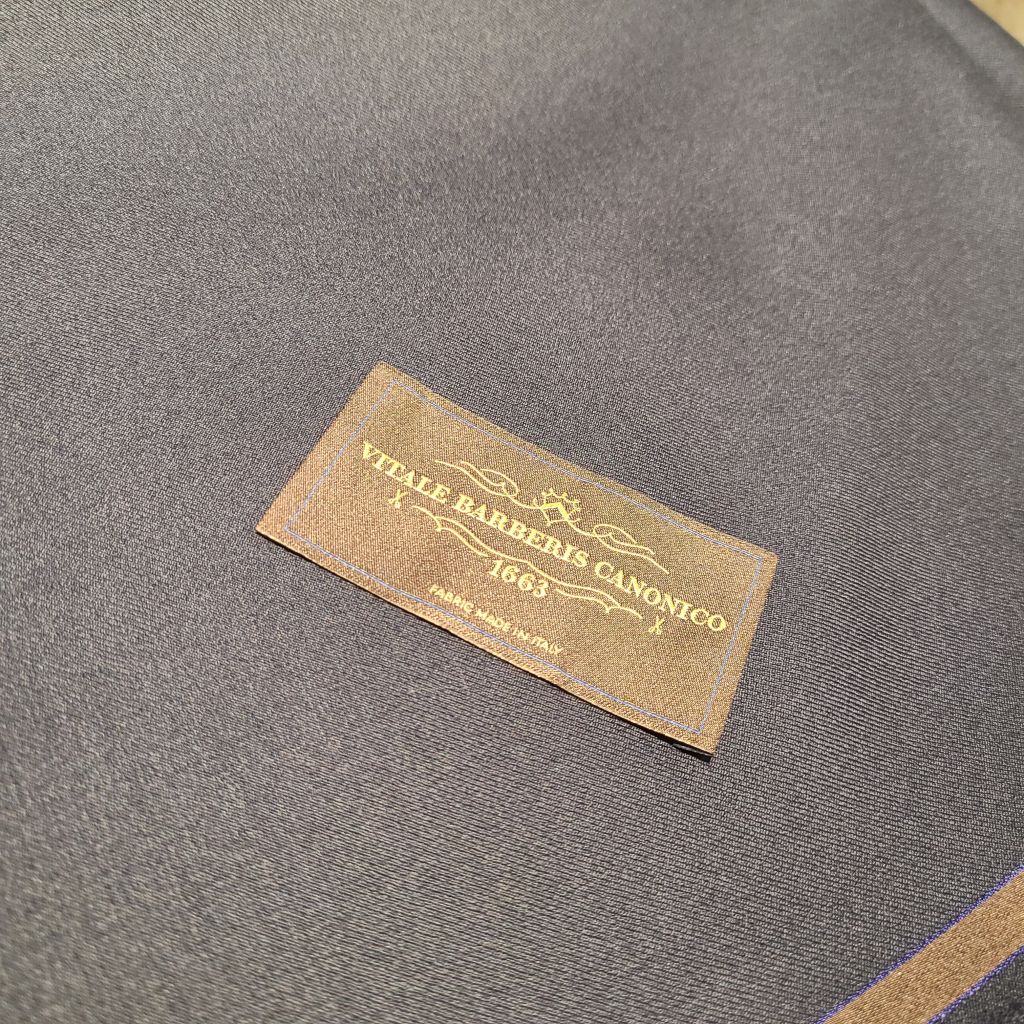 VITALE BARBERIS CANONICO
1663
FABRIC MADE IN ITALY